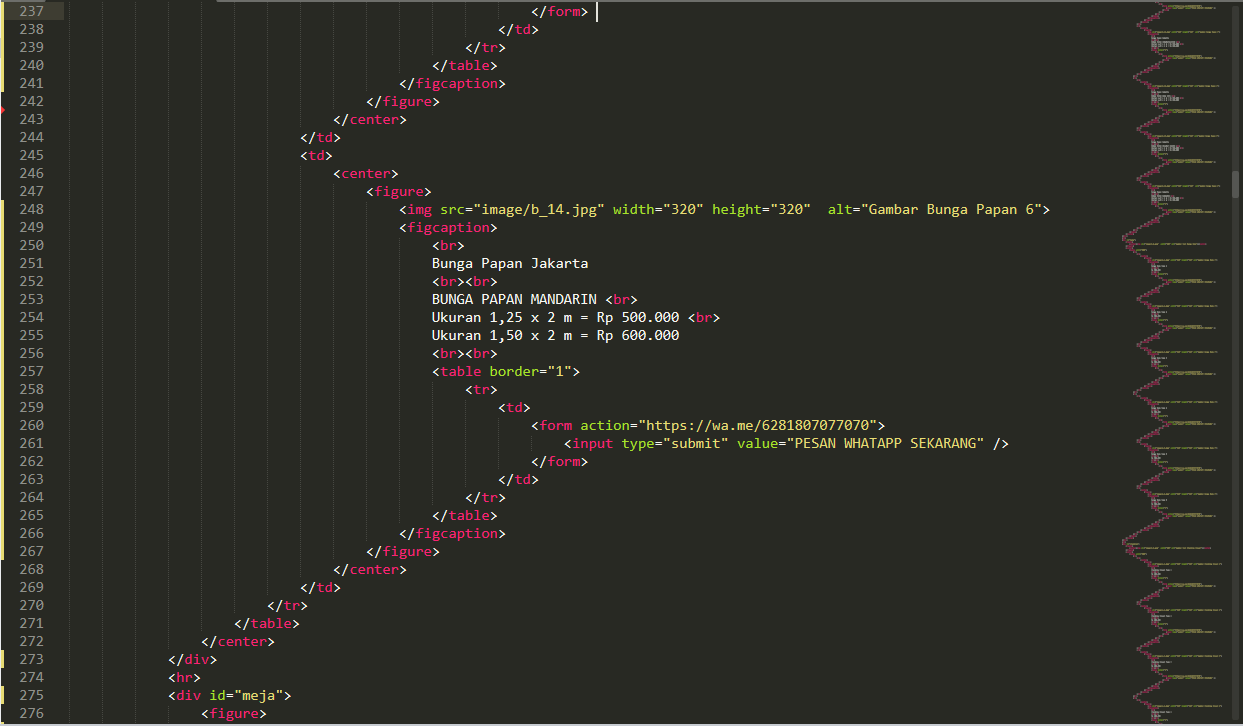 237 </form>
238 </td>
239 </tr>
240 </table>
241 </figcaption>
242 </figure>
243 </center>
244 </td>
245 <td>
246 <center>
247 <figure>
248 <img src="image/b_14.jpg" width="320" height="320"  alt="Gambar Bunga Papan 6">
249 <figcaption>
250 <br>
251 Bunga Papan Jakarta
252 <br><br>
253 BUNGA PAPAN MANDARIN <br>
254 Ukuran 1,25 x 2 m = Rp 500.000 <br>
255 Ukuran 1,50 x 2 m = Rp 600.000
256 <br><br>
257 <table border="1">
258 <tr>
259 <td>
260 <form action="https://wa.me/6281807077070">
261 <input type="submit" value="PESAN WHATAPP SEKARANG" />
262 </form>
263 </td>
264 </tr>
265 </table>
266 </figcaption>
267 </figure>
268 </center>
269 </td>
270 </tr>
271 </table>
272 </center>
273 </div>
274 <hr>
275 <div id="meja">
276 <figure>